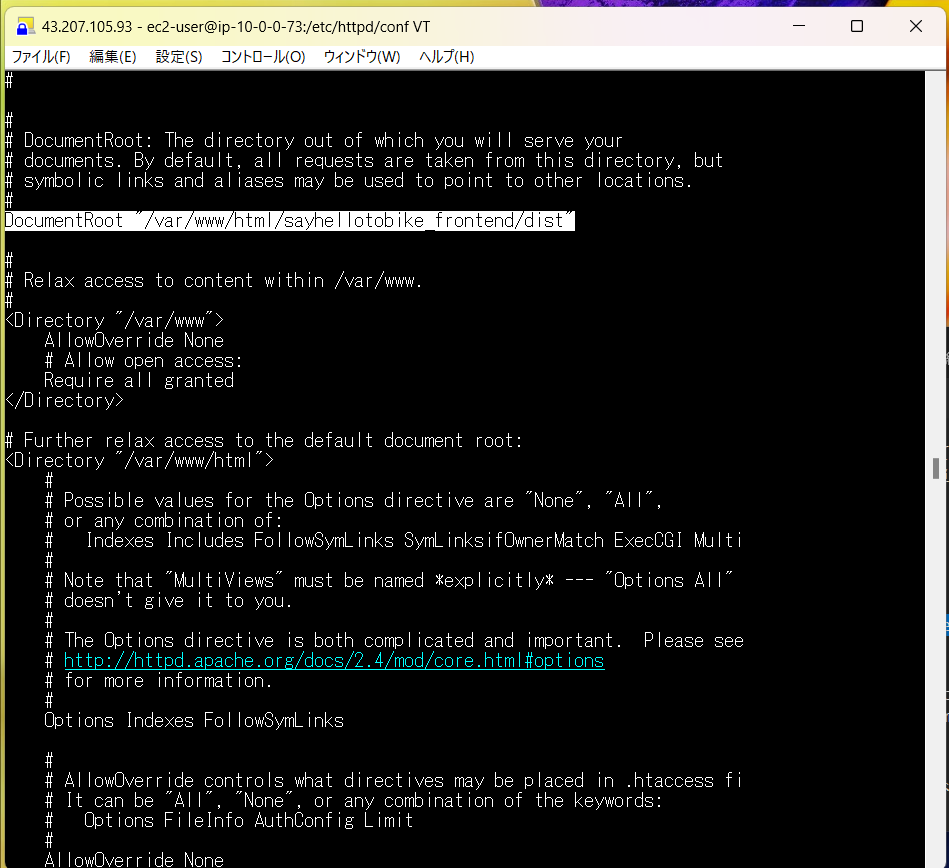 43.207.105.93 - ec2-user@ip-10-0-0-73:/etc/httpd/conf VT
ファイル(F) 編集(E) 設定(S) コントロール(O) ウィンドウ(W) ヘルプ(H)
#
#
# DocumentRoot: The directory out of which you will serve your
# documents. By default, all requests are taken from this directory, but
# symbolic links and aliases may be used to point to other locations.
#
DocumentRoot "/var/www/html/sayhellotobike_frontend/dist"
#
# Relax access to content within /var/www.
#
<Directory "/var/www">
    AllowOverride None
    # Allow open access:
    Require all granted
</Directory>
# Further relax access to the default document root:
<Directory "/var/www/html">
    #
    # Possible values for the Options directive are "None", "All",
    # or any combination of:
    #   Indexes Includes FollowSymLinks SymLinksifOwnerMatch ExecCGI Multi
    #
    # Note that "MultiViews" must be named *explicitly* --- "Options All"
    # doesn't give it to you.
    #
    # The Options directive is both complicated and important.  Please see
    # http://httpd.apache.org/docs/2.4/mod/core.html#options
    # for more information.
    #
    Options Indexes FollowSymLinks
    #
    # AllowOverride controls what directives may be placed in .htaccess fi
    # It can be "All", "None", or any combination of the keywords:
    #   Options FileInfo AuthConfig Limit
    #
    AllowOverride None